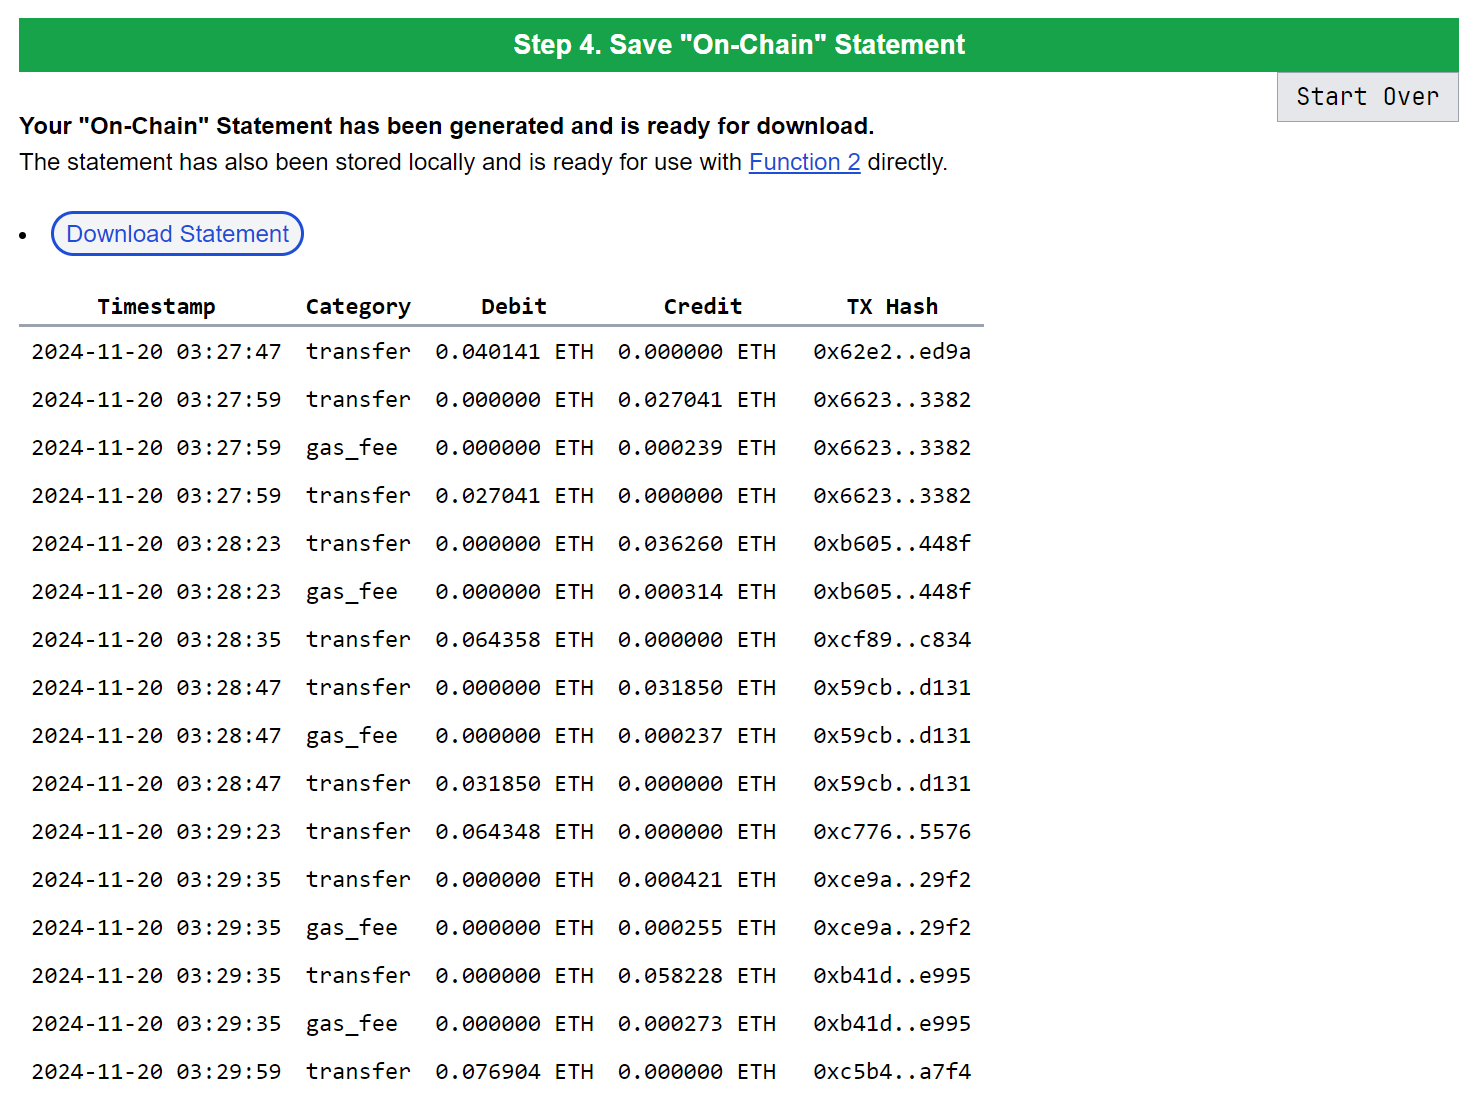 Step 4. Save "On-Chain" Statement
Start Over
Your "On-Chain" Statement has been generated and is ready for download.
The statement has also been stored locally and is ready for use with Function 2 directly.
• Download Statement
Timestamp Category Debit Credit TX Hash
2024-11-20 03:27:47 transfer 0.040141 ETH 0.000000 ETH 0x62e2..ed9a
2024-11-20 03:27:59 transfer 0.000000 ETH 0.027041 ETH 0x6623..3382
2024-11-20 03:27:59 gas_fee 0.000000 ETH 0.000239 ETH 0x6623..3382
2024-11-20 03:27:59 transfer 0.027041 ETH 0.000000 ETH 0x6623..3382
2024-11-20 03:28:23 transfer 0.000000 ETH 0.036260 ETH 0xb605..448f
2024-11-20 03:28:23 gas_fee 0.000000 ETH 0.000314 ETH 0xb605..448f
2024-11-20 03:28:35 transfer 0.064358 ETH 0.000000 ETH 0xcf89..c834
2024-11-20 03:28:47 transfer 0.000000 ETH 0.031850 ETH 0x59cb..d131
2024-11-20 03:28:47 gas_fee 0.000000 ETH 0.000237 ETH 0x59cb..d131
2024-11-20 03:28:47 transfer 0.031850 ETH 0.000000 ETH 0x59cb..d131
2024-11-20 03:29:23 transfer 0.064348 ETH 0.000000 ETH 0xc776..5576
2024-11-20 03:29:35 transfer 0.000000 ETH 0.000421 ETH 0xce9a..29f2
2024-11-20 03:29:35 gas_fee 0.000000 ETH 0.000255 ETH 0xce9a..29f2
2024-11-20 03:29:35 transfer 0.000000 ETH 0.058228 ETH 0xb41d..e995
2024-11-20 03:29:35 gas_fee 0.000000 ETH 0.000273 ETH 0xb41d..e995
2024-11-20 03:29:59 transfer 0.076904 ETH 0.000000 ETH 0xc5b4..a7f4